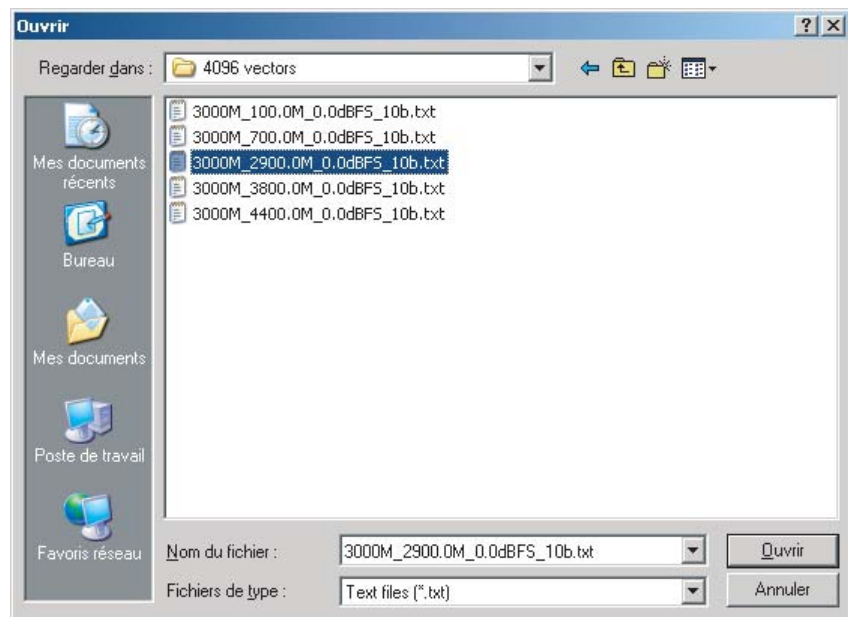 Ouvrir
Regarder dans :
4096 vectors
Mes documents
récents
Bureau
Mes documents
Poste de travail
Favoris réseau
3000M_100.0M_0.0dBFS_10b.txt
3000M_700.0M_0.0dBFS_10b.txt
3000M_2900.0M_0.0dBFS_10b.txt
3000M_3800.0M_0.0dBFS_10b.txt
3000M_4400.0M_0.0dBFS_10b.txt
Nom du fichier :
3000M_2900.0M_0.0dBFS_10b.txt
Ouvrir
Fichiers de type :
Text files (*.txt)
Annuler